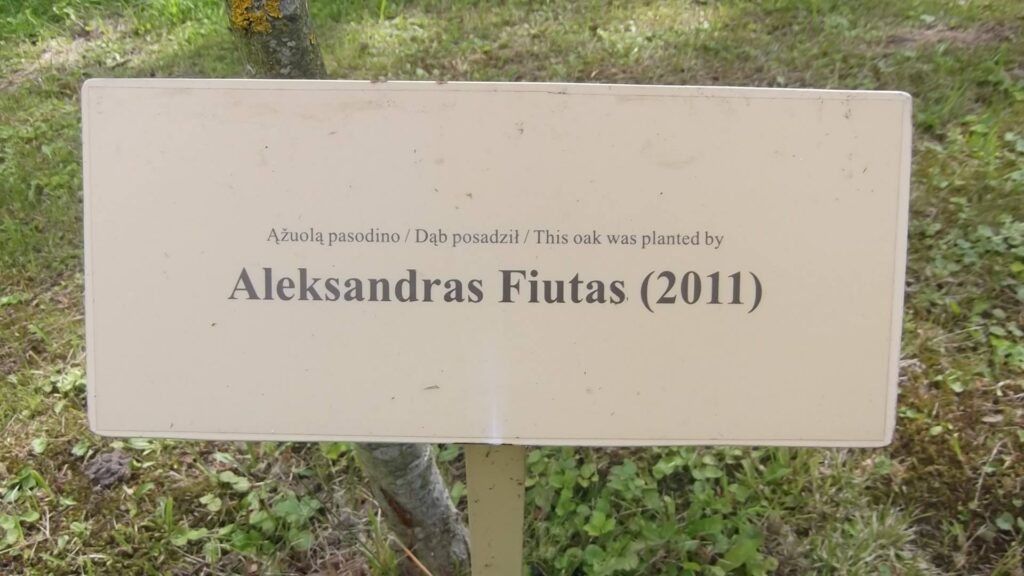 Ąžuolą pasodino / Dąb posadził / This oak was planted by
Aleksandras Fiutas (2011)